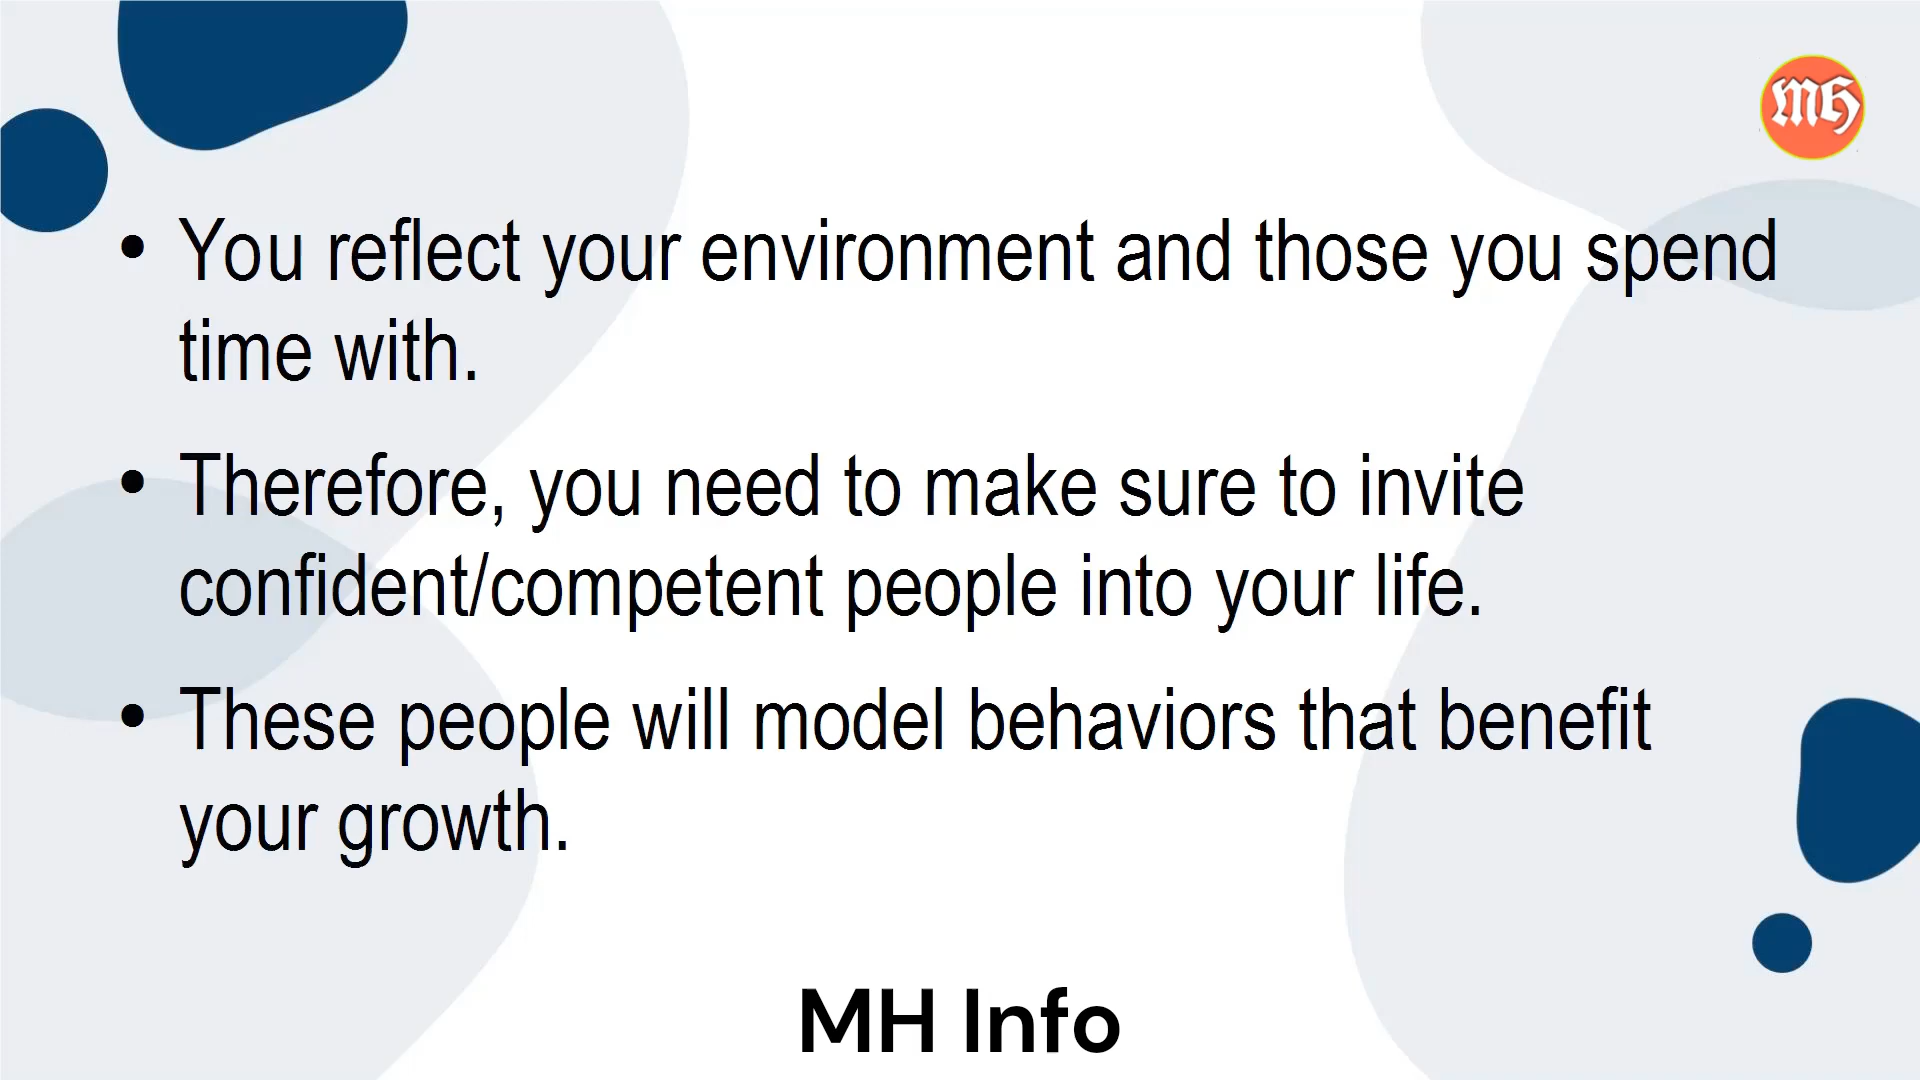 MH
• You reflect your environment and those you spend
time with.
• Therefore, you need to make sure to invite
confident/competent people into your life.
• These people will model behaviors that benefit
your growth.
MH Info